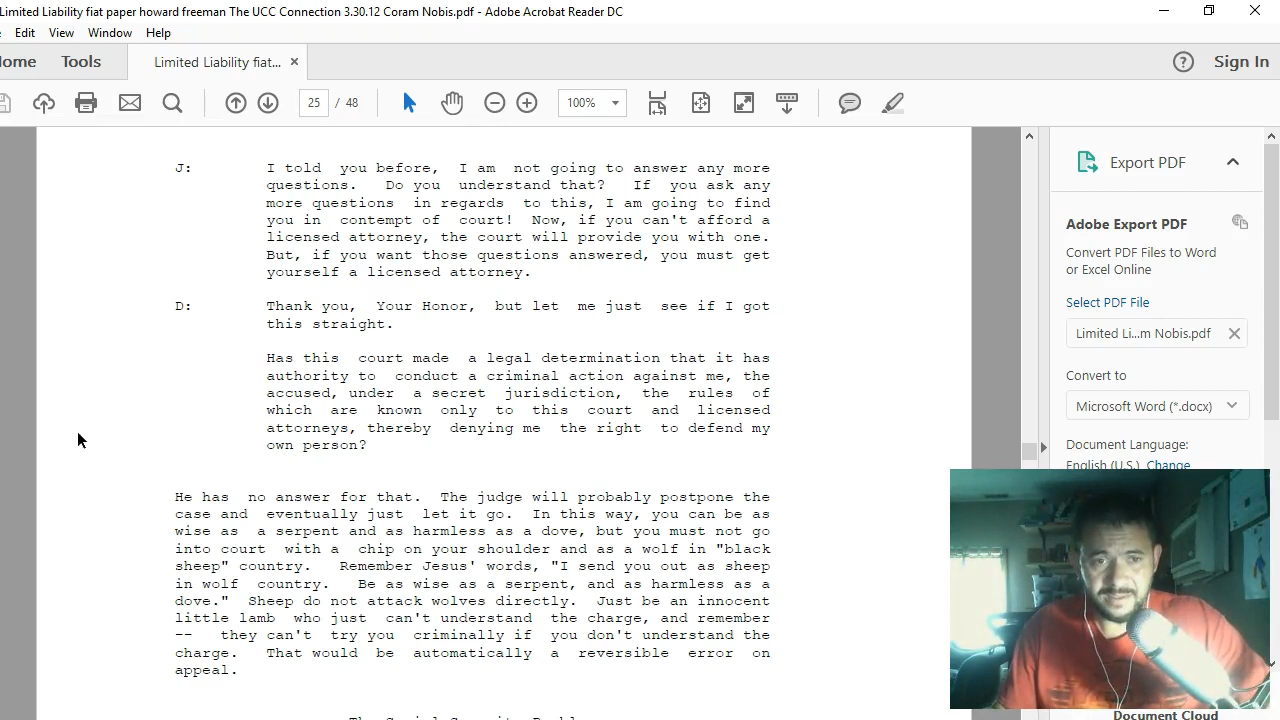 Limited Liability fiat paper howard freeman The UCC Connection 3.30.12 Coram Nobis.pdf - Adobe Acrobat Reader DC
Edit View Window Help
ome Tools Limited Liability fiat... Sign In
25 / 48 100%
J: I told you before, I am not going to answer any more
questions. Do you understand that? If you ask any
more questions in regards to this, I am going to find
you in contempt of court! Now, if you can't afford a
licensed attorney, the court will provide you with one.
But, if you want those questions answered, you must get
yourself a licensed attorney.
D: Thank you, Your Honor, but let me just see if I got
this straight.
Has this court made a legal determination that it has
authority to conduct a criminal action against me, the
accused, under a secret jurisdiction, the rules of
which are known only to this court and licensed
attorneys, thereby denying me the right to defend my
own person?
He has no answer for that. The judge will probably postpone the
case and eventually just let it go. In this way, you can be as
wise as a serpent and as harmless as a dove, but you must not go
into court with a chip on your shoulder and as a wolf in "black
sheep" country. Remember Jesus' words, "I send you out as sheep
in wolf country. Be as wise as a serpent, and as harmless as a
dove." Sheep do not attack wolves directly. Just be an innocent
little lamb who just can't understand the charge, and remember
-- they can't try you criminally if you don't understand the
charge. That would be automatically a reversible error on
appeal.
Export PDF
Adobe Export PDF
Convert PDF Files to Word
or Excel Online
Select PDF File
Limited Li...m Nobis.pdf
Convert to
Microsoft Word (*.docx)
Document Language:
English (U.S.) Change
Document Cloud